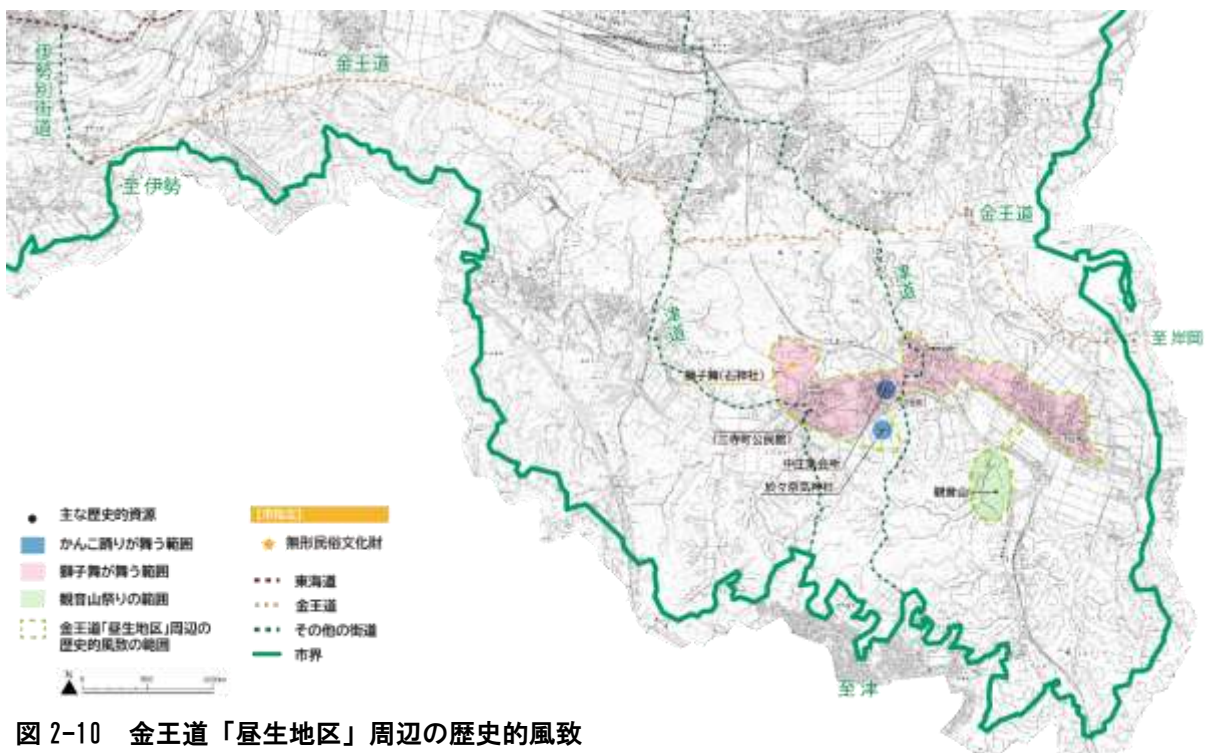 伊勢別街道
金王道
至 伊勢
金王道
津道
津道
至 岸岡
獅子舞(石神社)
(三寺町公民館)
中庄集会所
観音山
至 津
主な歴史的資源
かんこ踊りが舞う範囲
獅子舞が舞う範囲
観音山祭りの範囲
金王道「昼生地区」周辺の
歴史的風致の範囲
無形民俗文化財
東海道
金王道
その他の街道
市界
N
0
図 2-10 金王道「昼生地区」周辺の歴史的風致